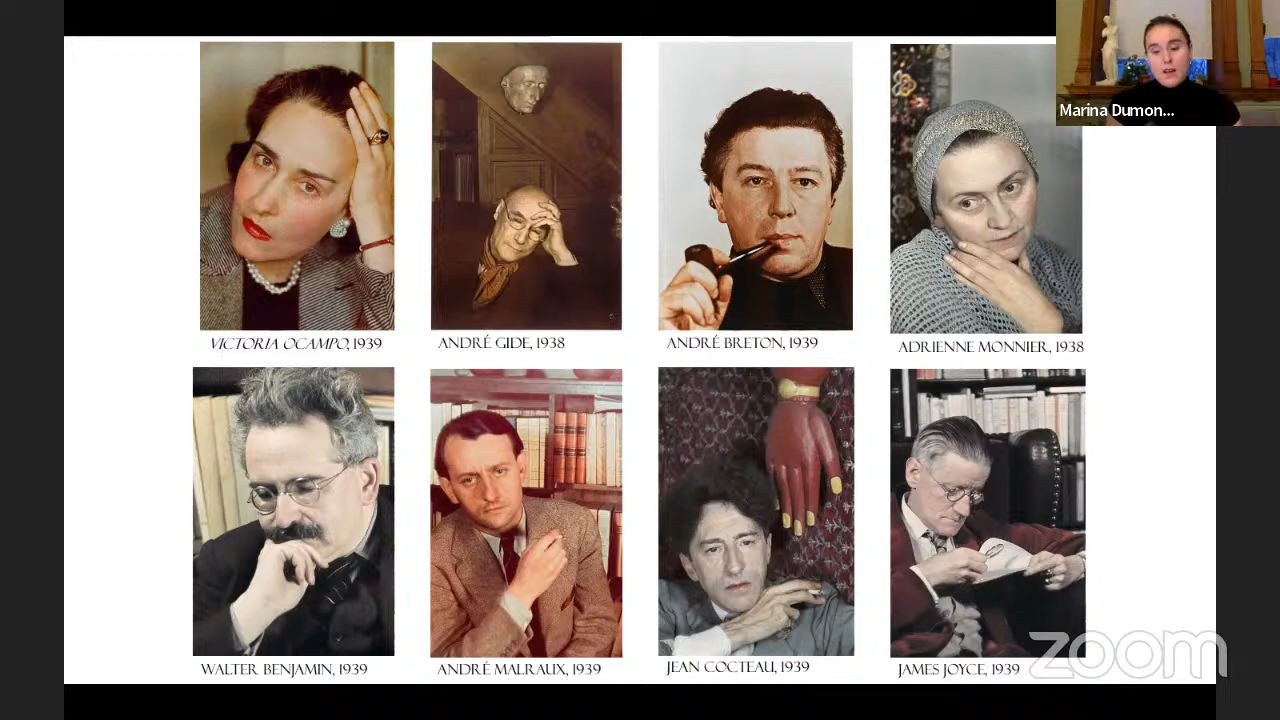 Marina Dumon...
VICTORIA OCAMPO, 1939
ANDRÉ GIDE, 1938
ANDRÉ BRETON, 1939
ADRIENNE MONNIER, 1938
WALTER BENJAMIN, 1939
ANDRÉ MALRAUX, 1939
JEAN COCTEAU, 1939
JAMES JOYCE, 1939
zoom